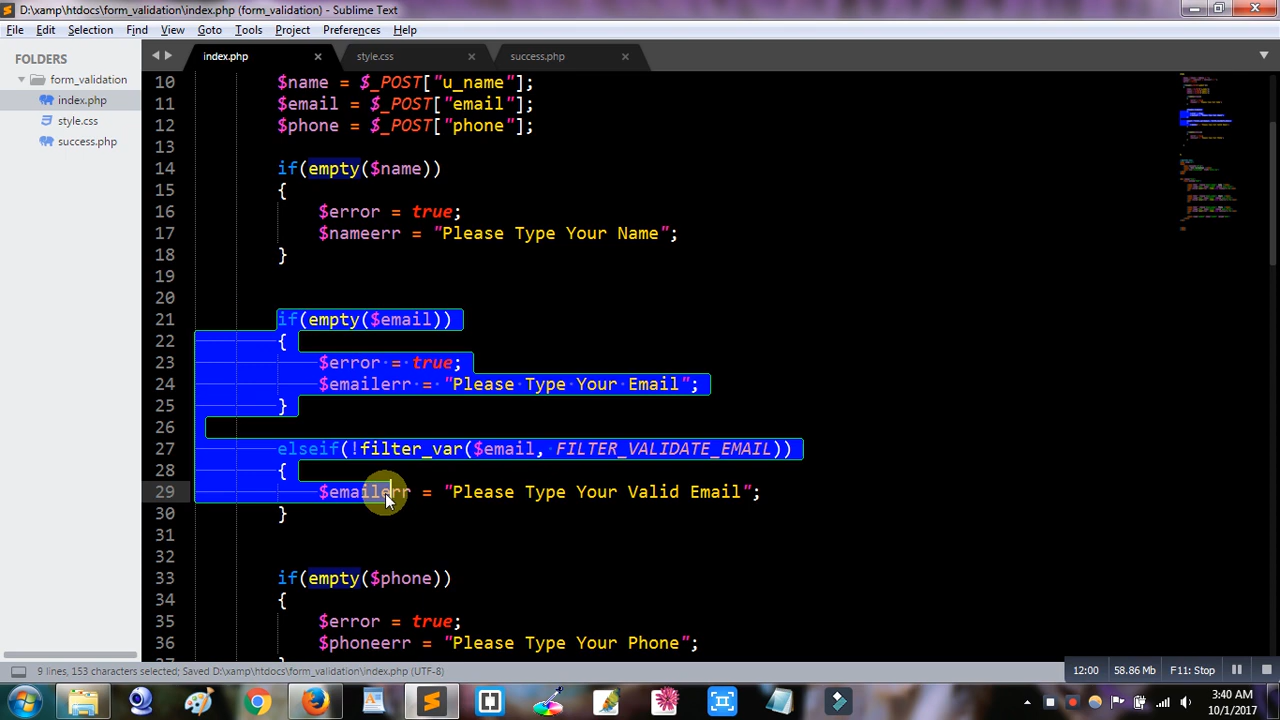 D:\xamp\htdocs\form_validation\index.php (form_validation) - Sublime Text
File Edit Selection Find View Goto Tools Project Preferences Help
FOLDERS
form_validation
index.php
style.css
success.php
index.php style.css success.php
10 $name = $_POST["u_name"];
11 $email = $_POST["email"];
12 $phone = $_POST["phone"];
13
14 if(empty($name))
15 {
16 $error = true;
17 $nameerr = "Please Type Your Name";
18 }
19
20
21 if(empty($email))
22 {
23 $error = true;
24 $emailerr = "Please Type Your Email";
25 }
26
27 elseif(!filter_var($email, FILTER_VALIDATE_EMAIL))
28 {
29 $emailerr = "Please Type Your Valid Email";
30 }
31
32
33 if(empty($phone))
34 {
35 $error = true;
36 $phoneerr = "Please Type Your Phone";
9 lines, 153 characters selected; Saved D:\xamp\htdocs\form_validation\index.php (UTF-8)
12:00 58.86 Mb F11: Stop
3:40 AM
10/1/2017